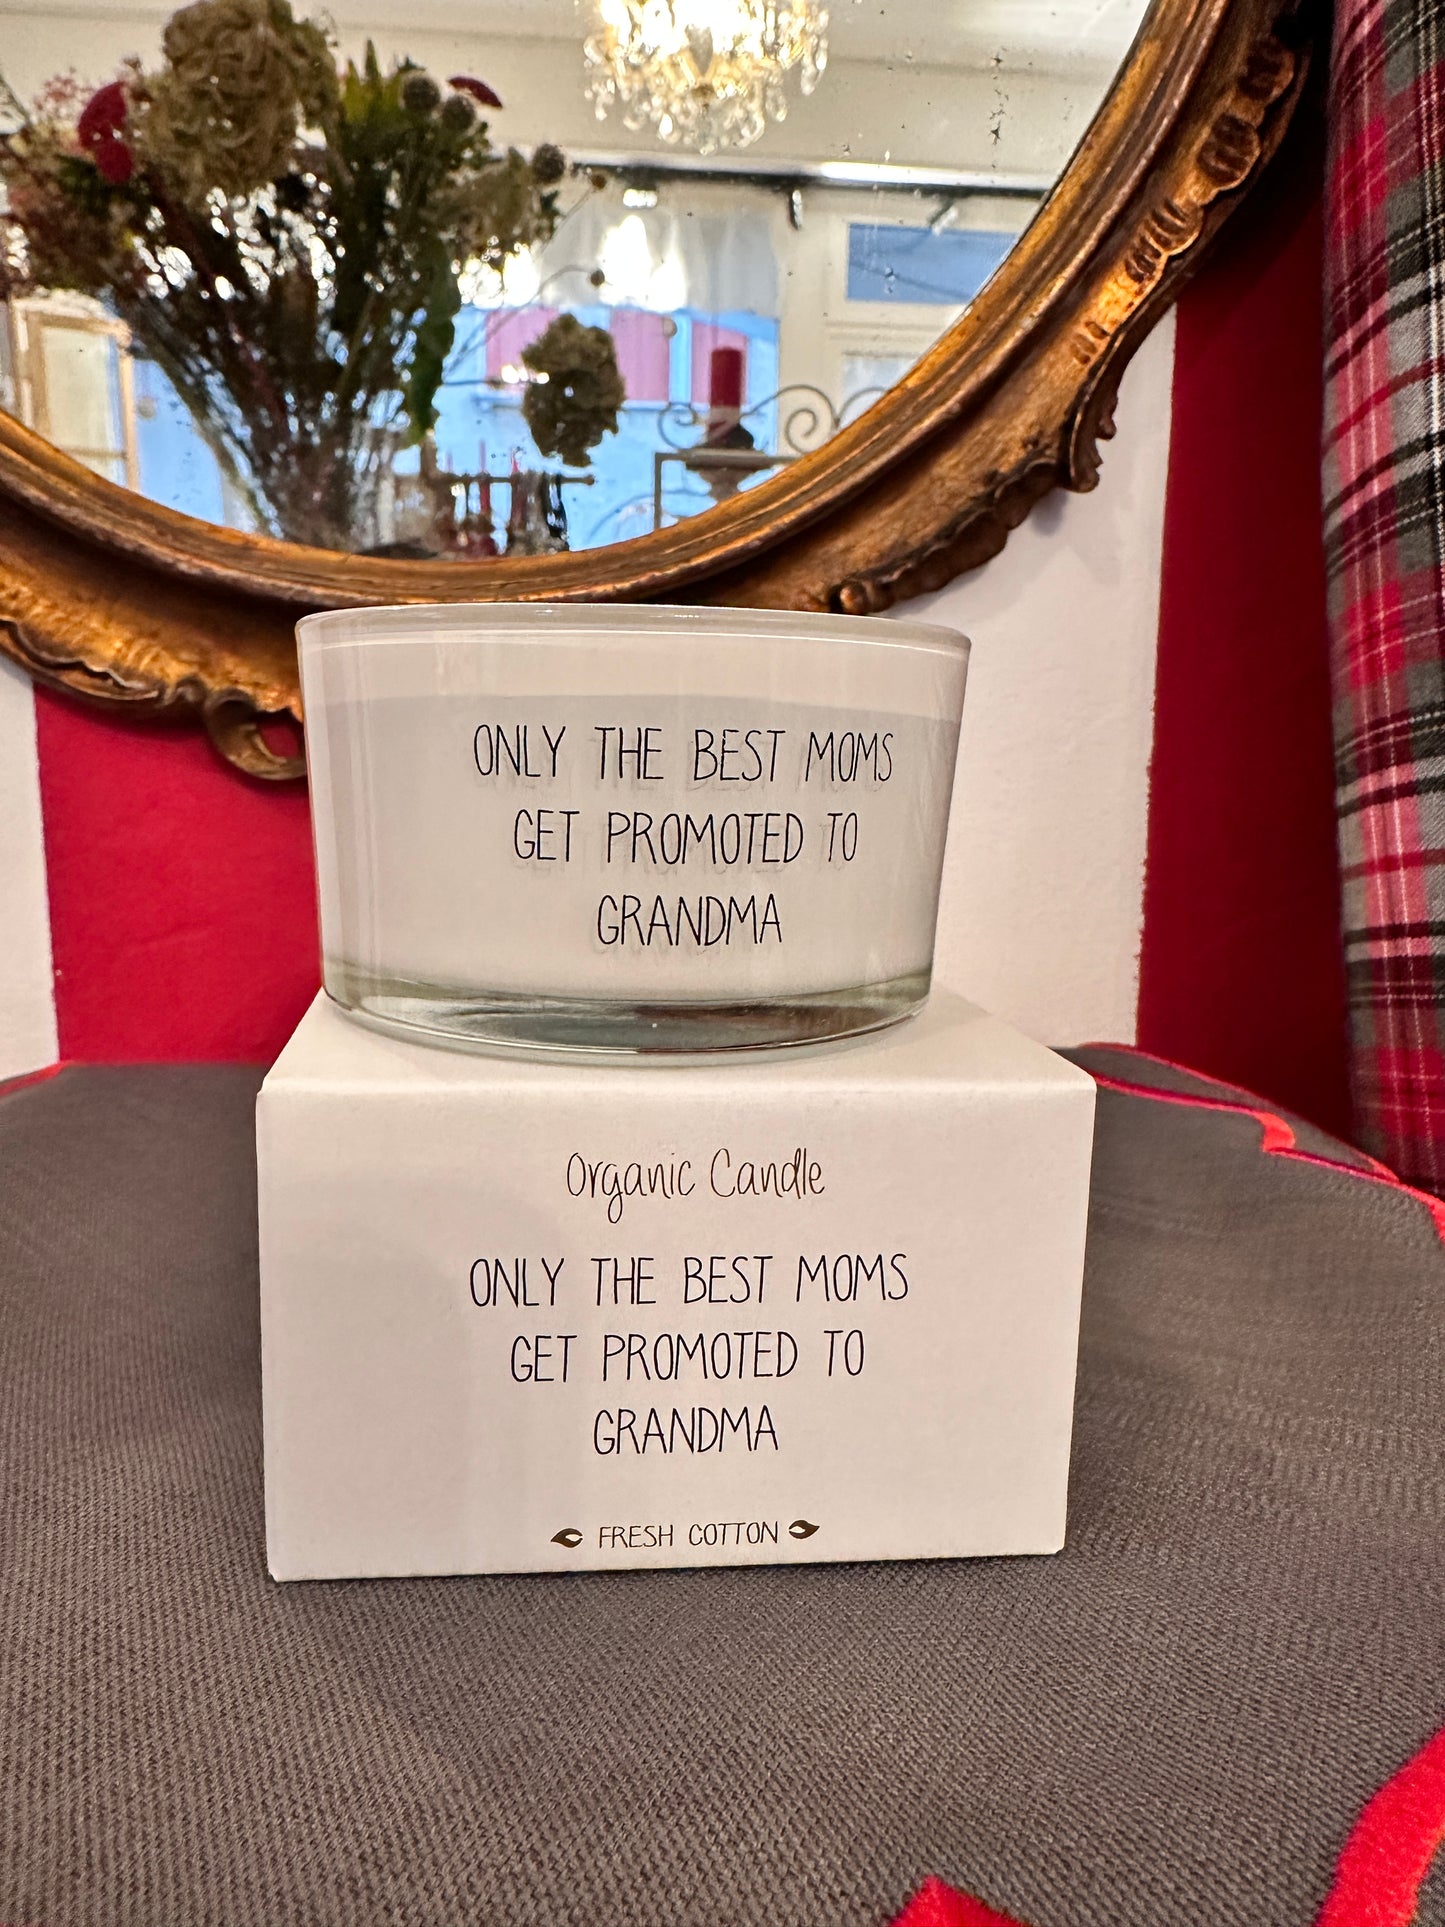 ONLY THE BEST MOMS
GET PROMOTED TO
GRANDMA
Organic Candle
ONLY THE BEST MOMS
GET PROMOTED TO
GRANDMA
FRESH COTTON